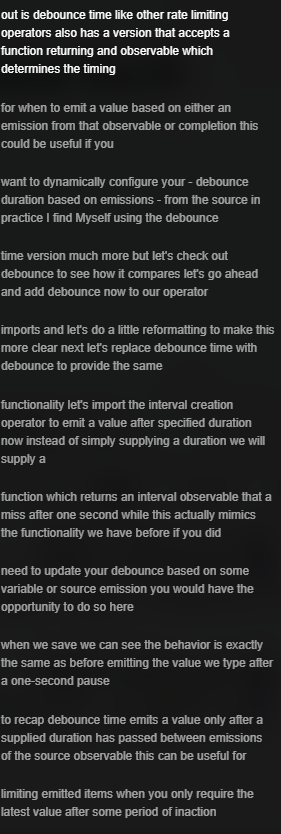 out is debounce time like other rate limiting
operators also has a version that accepts a
function returning and observable which
determines the timing
for when to emit a value based on either an
emission from that observable or completion this
could be useful if you
want to dynamically configure your - debounce
duration based on emissions - from the source in
practice I find Myself using the debounce
time version much more but let's check out
debounce to see how it compares let's go ahead
and add debounce now to our operator
imports and let's do a little reformatting to make this
more clear next let's replace debounce time with
debounce to provide the same
functionality let's import the interval creation
operator to emit a value after specified duration
now instead of simply supplying a duration we will
supply a
function which returns an interval observable that a
miss after one second while this actually mimics
the functionality we have before if you did
need to update your debounce based on some
variable or source emission you would have the
opportunity to do so here
when we save we can see the behavior is exactly
the same as before emitting the value we type after
a one-second pause
to recap debounce time emits a value only after a
supplied duration has passed between emissions
of the source observable this can be useful for
limiting emitted items when you only require the
latest value after some period of inaction